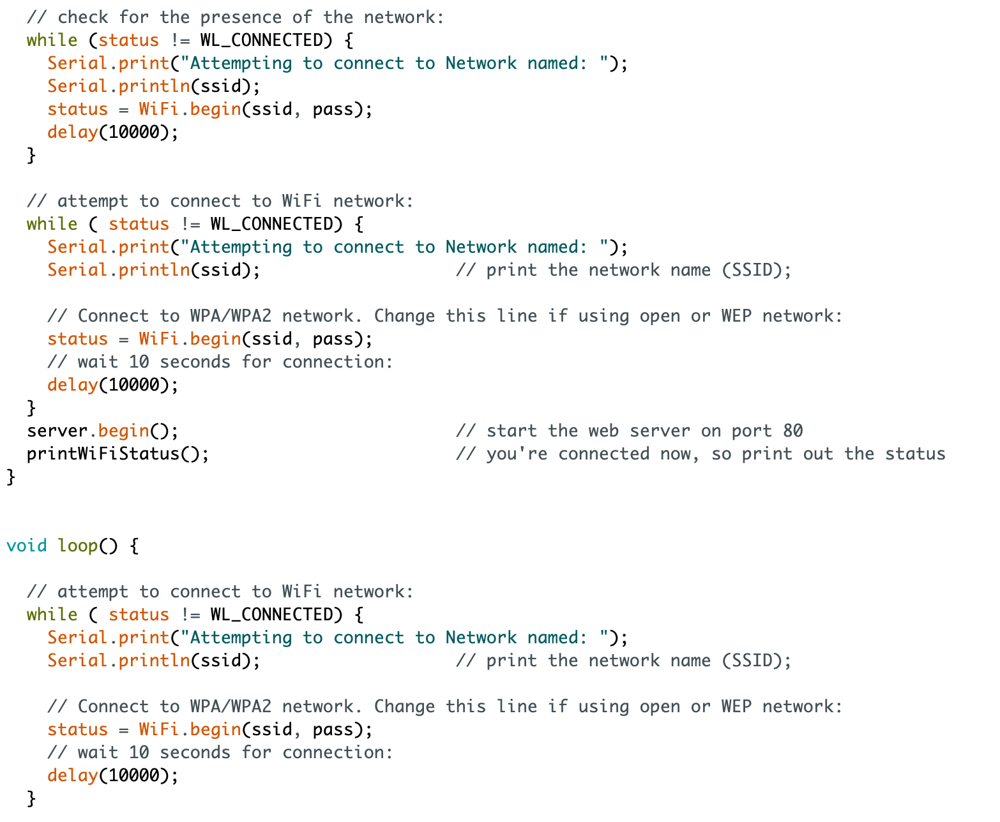 // check for the presence of the network:
while (status != WL_CONNECTED) {
Serial.print("Attempting to connect to Network named: ");
Serial.println(ssid);
status = WiFi.begin(ssid, pass);
delay(10000);
}
// attempt to connect to WiFi network:
while ( status != WL_CONNECTED) {
Serial.print("Attempting to connect to Network named: ");
Serial.println(ssid); // print the network name (SSID);
// Connect to WPA/WPA2 network. Change this line if using open or WEP network:
status = WiFi.begin(ssid, pass);
// wait 10 seconds for connection:
delay(10000);
}
server.begin(); // start the web server on port 80
printWiFiStatus(); // you're connected now, so print out the status
}
void loop() {
// attempt to connect to WiFi network:
while ( status != WL_CONNECTED) {
Serial.print("Attempting to connect to Network named: ");
Serial.println(ssid); // print the network name (SSID);
// Connect to WPA/WPA2 network. Change this line if using open or WEP network:
status = WiFi.begin(ssid, pass);
// wait 10 seconds for connection:
delay(10000);
}